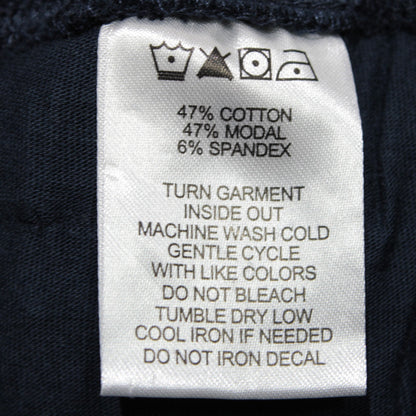 47% COTTON
47% MODAL
6% SPANDEX
TURN GARMENT
INSIDE OUT
MACHINE WASH COLD
GENTLE CYCLE
WITH LIKE COLORS
DO NOT BLEACH
TUMBLE DRY LOW
COOL IRON IF NEEDED
DO NOT IRON DECAL